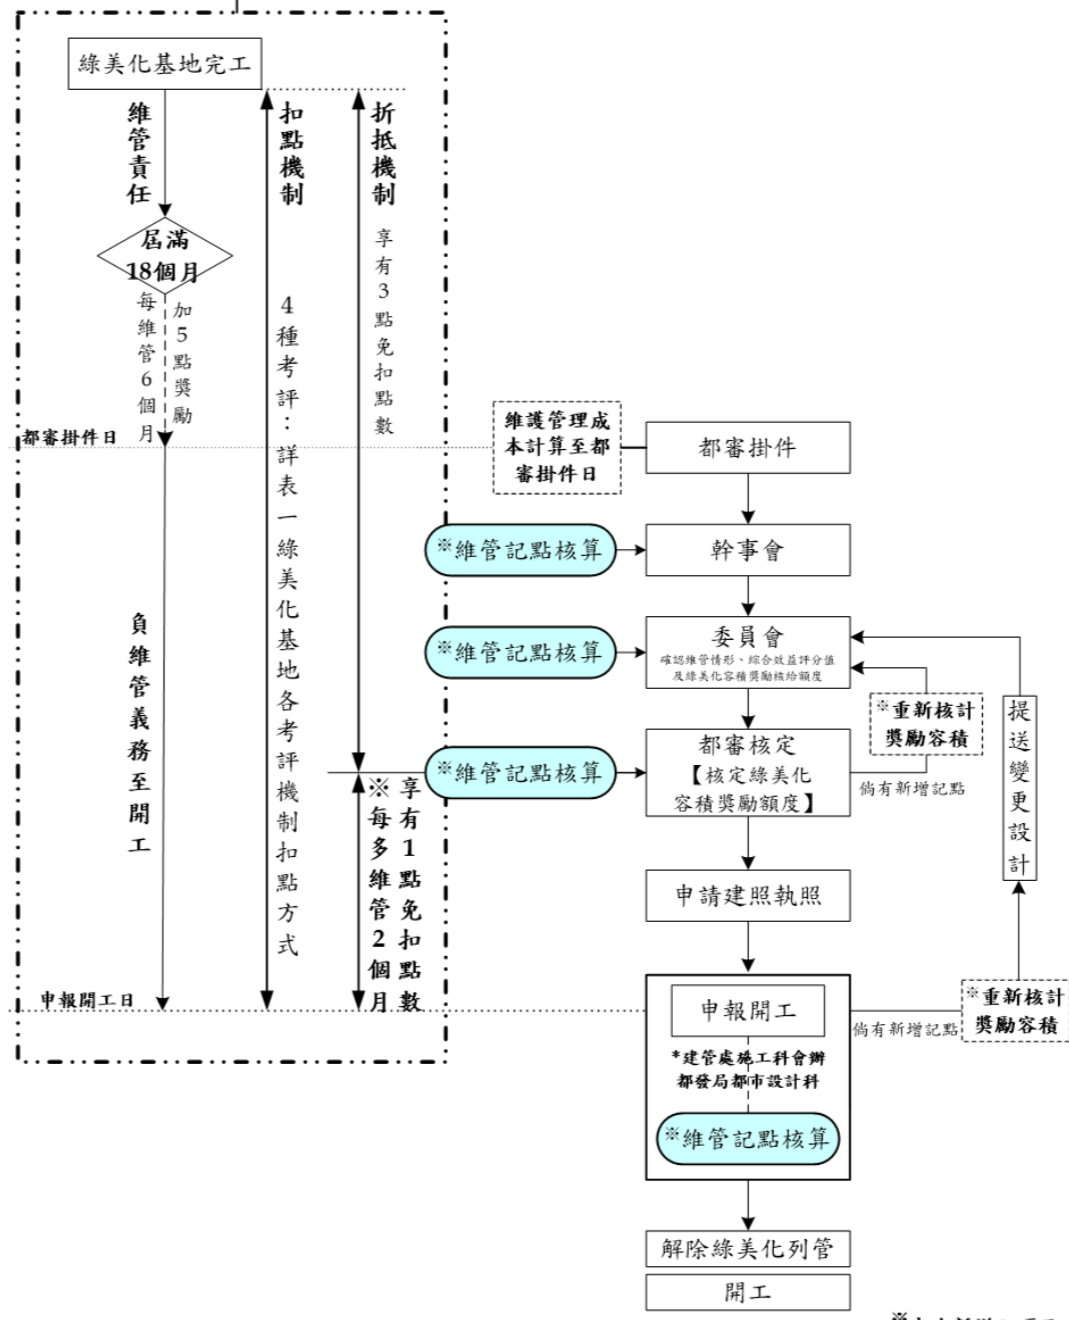 綠美化基地完工
維管責任
屆滿
18個月
每維管6個月
加5點獎勵
都審掛件日
負維管義務至開工
申報開工日
扣點機制
4種考評：詳表一綠美化基地各考評機制扣點方式
折抵機制
享有3點免扣點數
※每多維管2個月
享有1點免扣點數
維護管理成
本計算至都
審掛件日
都審掛件
※維管記點核算
幹事會
※維管記點核算
委員會
確認維管情形、綜合效益評分值
及綠美化容積獎勵核給額度
※重新核計
獎勵容積
提送變更設計
※維管記點核算
都審核定
【核定綠美化
容積獎勵額度】
倘有新增記點
申請建照執照
申報開工
*建管處施工科會辦
都發局都市設計科
※維管記點核算
倘有新增記點
※重新核計
獎勵容積
解除綠美化列管
開工